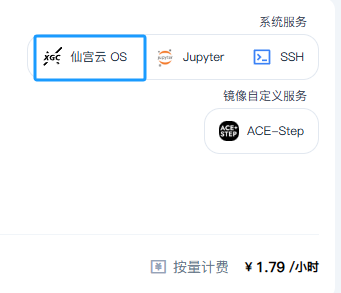 系统服务
XGC 仙宫云 OS Jupyter Jupyter SSH
镜像自定义服务
ACE+ STEP ACE-Step
按量计费 ¥ 1.79 /小时